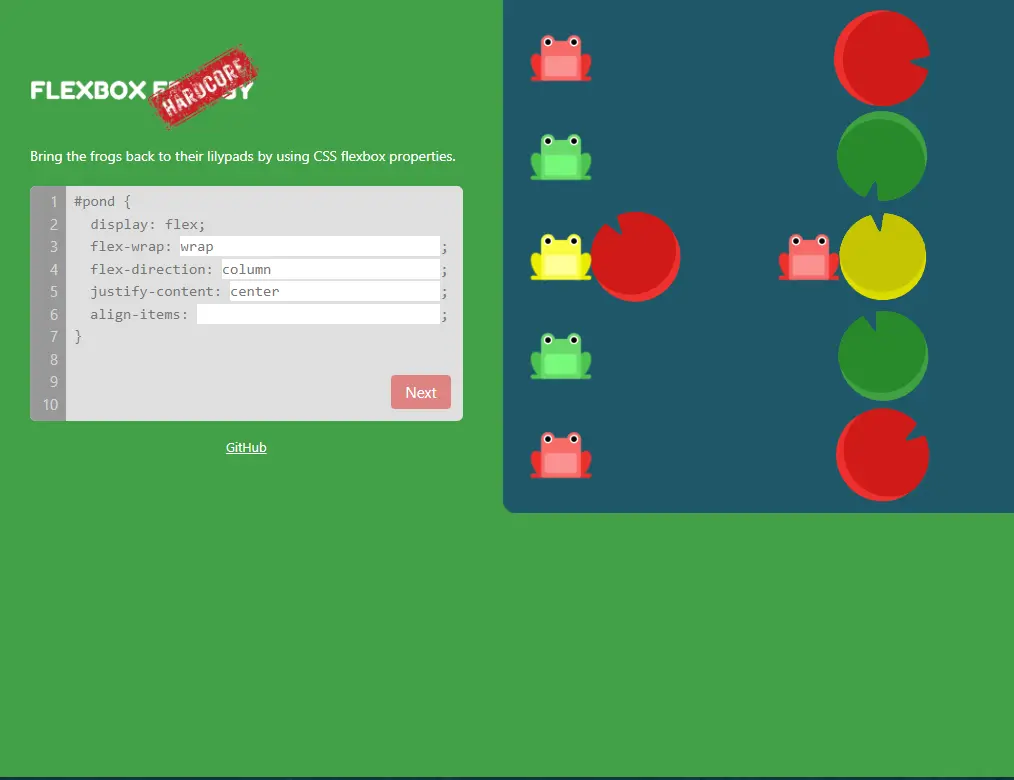 FLEXBOX F Y
HARDCORE
Bring the frogs back to their lilypads by using CSS flexbox properties.
1 #pond {
2 display: flex;
3 flex-wrap: wrap ;
4 flex-direction: column ;
5 justify-content: center ;
6 align-items: ;
7 }
8
9
10
Next
GitHub